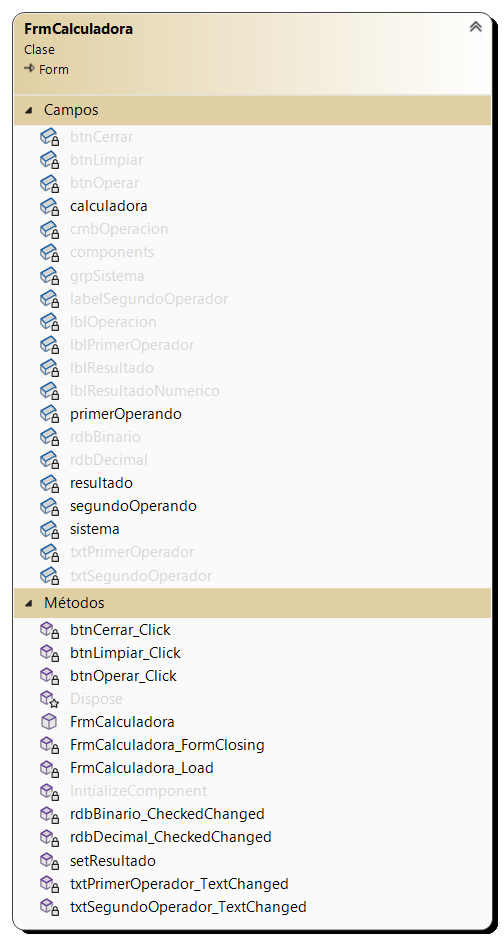 FrmCalculadora
Clase
Form
Campos
btnCerrar
btnLimpiar
btnOperar
calculadora
cmbOperacion
components
grpSistema
labelSegundoOperador
lblOperacion
lblPrimerOperador
lblResultado
lblResultadoNumerico
primerOperando
rdbBinario
rdbDecimal
resultado
segundoOperando
sistema
txtPrimerOperador
txtSegundoOperador
Métodos
btnCerrar_Click
btnLimpiar_Click
btnOperar_Click
Dispose
FrmCalculadora
FrmCalculadora_FormClosing
FrmCalculadora_Load
InitializeComponent
rdbBinario_CheckedChanged
rdbDecimal_CheckedChanged
setResultado
txtPrimerOperador_TextChanged
txtSegundoOperador_TextChanged